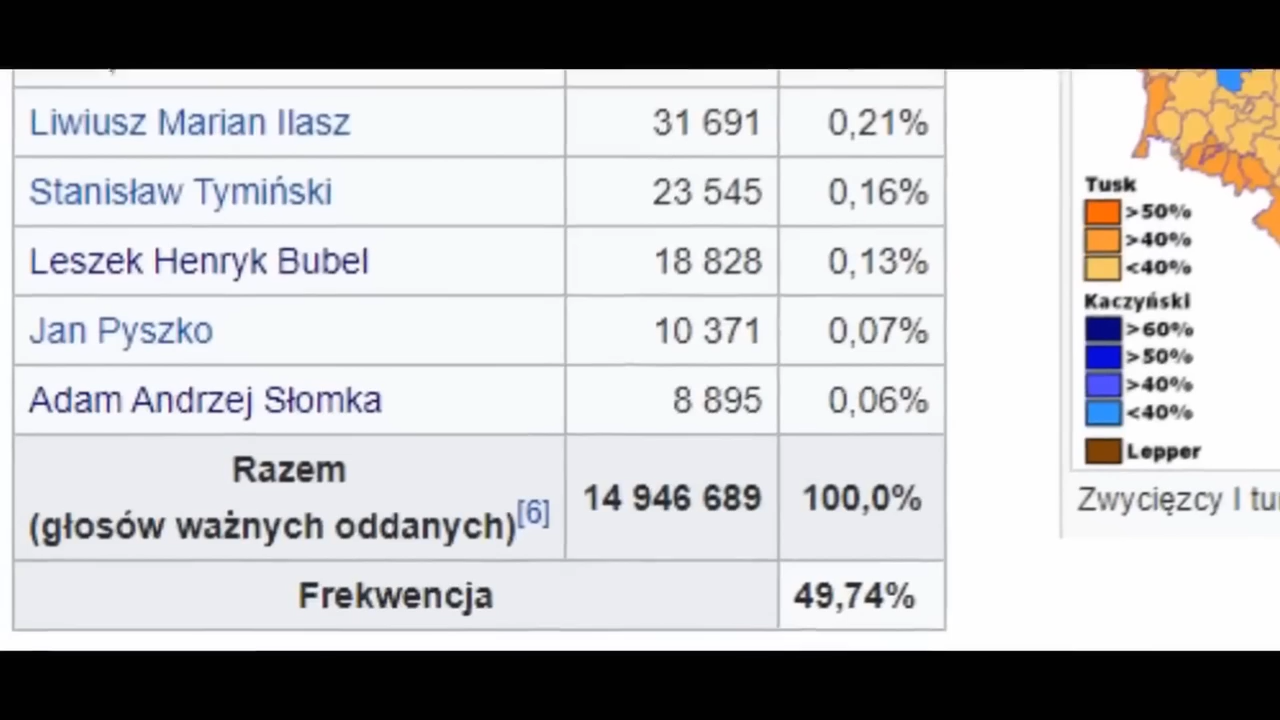 Liwiusz Marian Ilasz 31 691 0,21%
Stanisław Tymiński 23 545 0,16%
Leszek Henryk Bubel 18 828 0,13%
Jan Pyszko 10 371 0,07%
Adam Andrzej Słomka 8 895 0,06%
Razem
(głosów ważnych oddanych)[6] 14 946 689 100,0%
Frekwencja 49,74%
Tusk
>50%
>40%
<40%
Kaczyński
>60%
>50%
>40%
<40%
Lepper
Zwycięzcy I tu